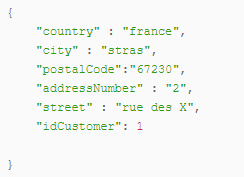 {
"country" : "france",
"city" : "stras",
"postalCode":"67230",
"addressNumber" : "2",
"street" : "rue des X",
"idCustomer": 1
}